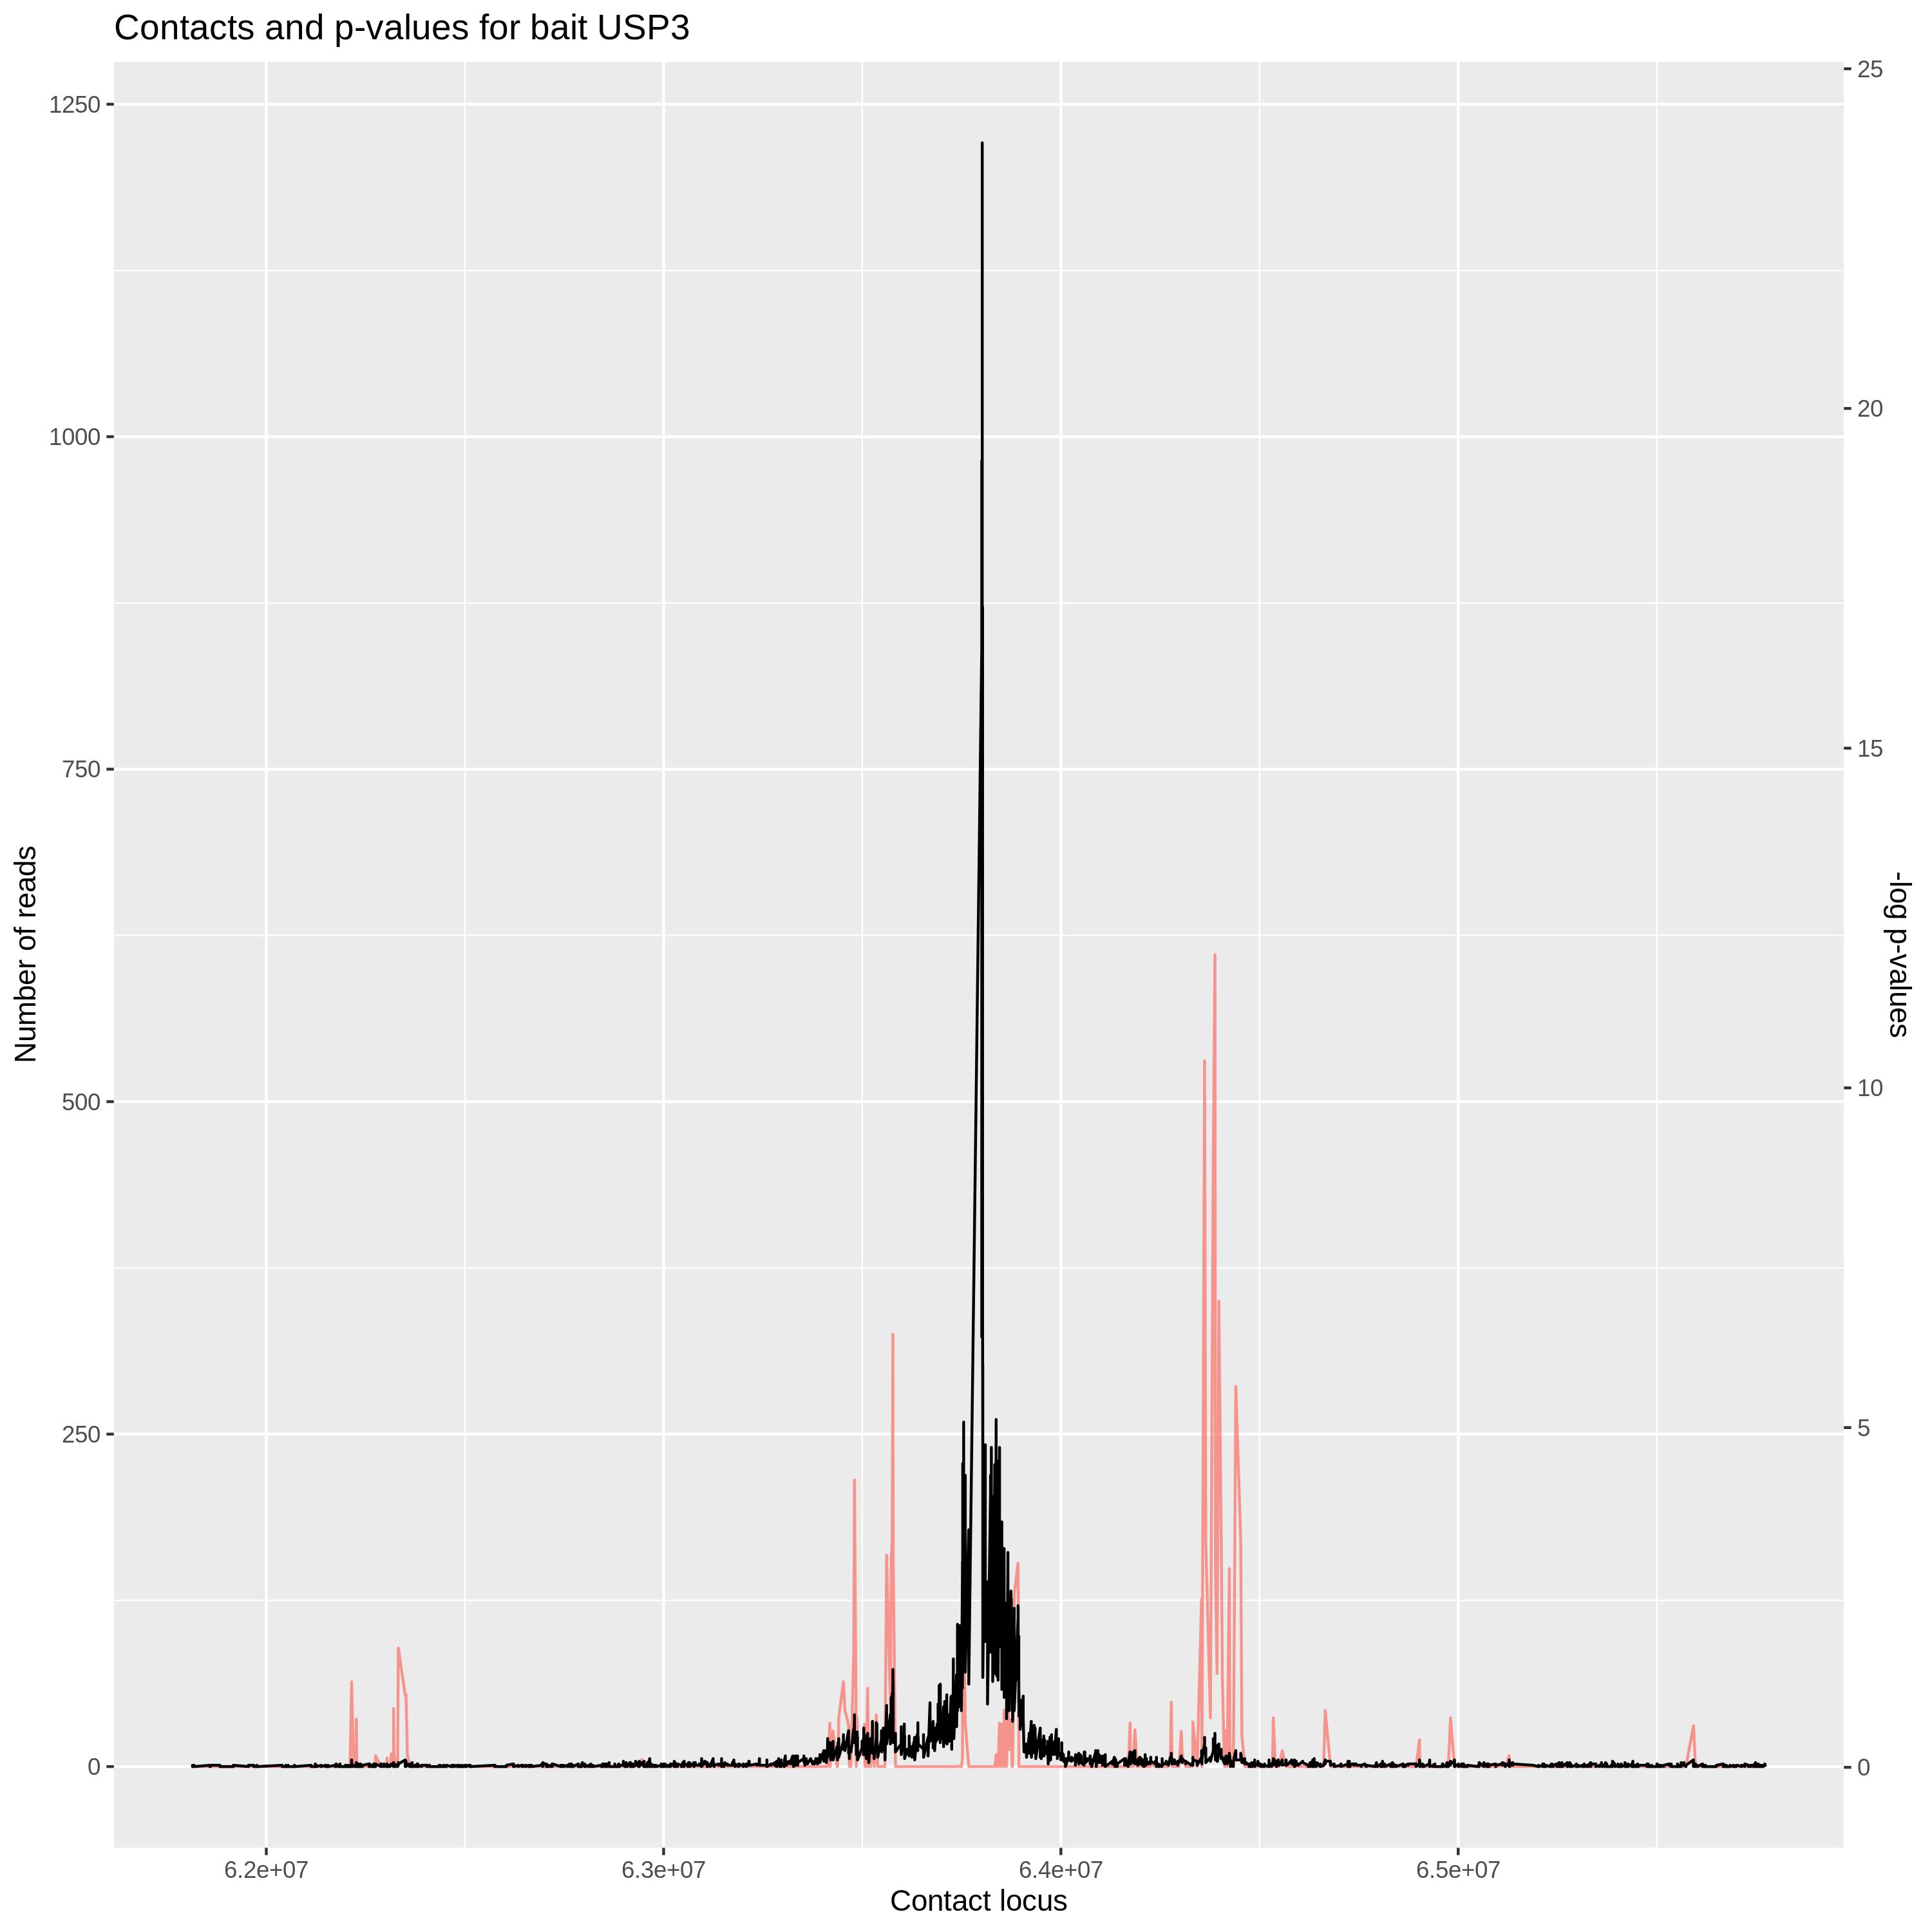 Contacts and p-values for bait USP3
1250
1000
750
500
250
0
Number of reads
25
20
15
10
5
0
-log p-values
6.2e+07
6.3e+07
6.4e+07
6.5e+07
Contact locus